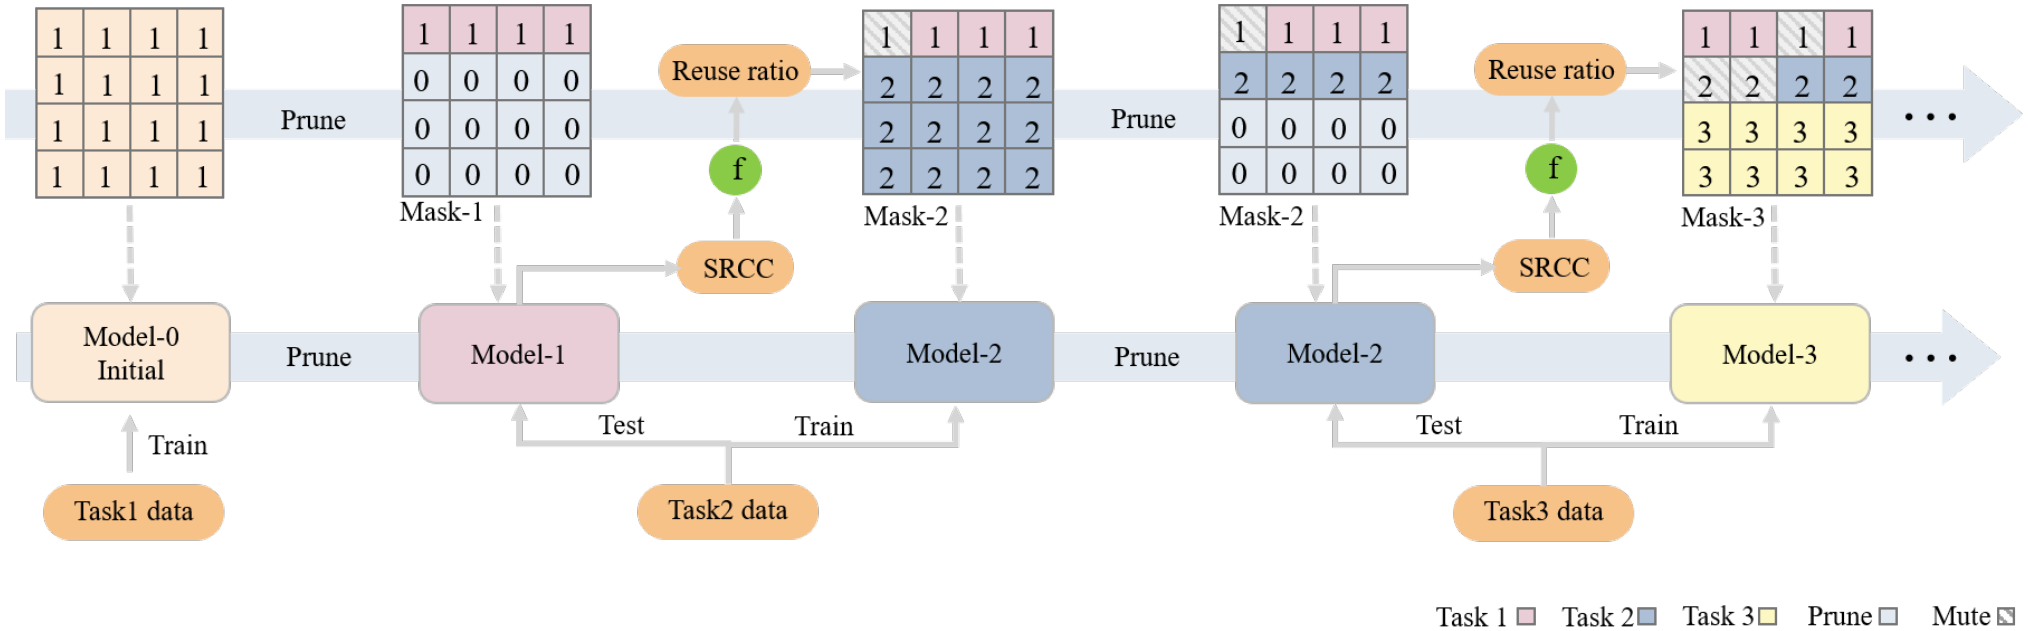 1 1 1 1
1 1 1 1
1 1 1 1
1 1 1 1
Prune
1 1 1 1
0 0 0 0
0 0 0 0
0 0 0 0
Mask-1
Reuse ratio
f
SRCC
1 1 1 1
2 2 2 2
2 2 2 2
2 2 2 2
Mask-2
Prune
1 1 1 1
2 2 2 2
0 0 0 0
0 0 0 0
Mask-2
Reuse ratio
f
SRCC
1 1 1 1
2 2 2 2
3 3 3 3
3 3 3 3
Mask-3
...
Model-0
Initial
Prune
Model-1
Model-2
Prune
Model-2
Model-3
...
Train
Test
Train
Test
Train
Task1 data
Task2 data
Task3 data
Task 1
Task 2
Task 3
Prune
Mute